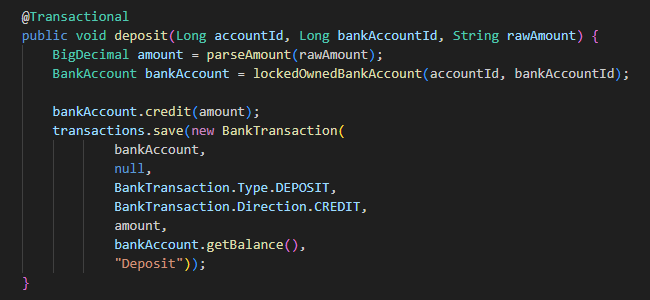 @Transactional
public void deposit(Long accountId, Long bankAccountId, String rawAmount) {
BigDecimal amount = parseAmount(rawAmount);
BankAccount bankAccount = lockedOwnedBankAccount(accountId, bankAccountId);
bankAccount.credit(amount);
transactions.save(new BankTransaction(
bankAccount,
null,
BankTransaction.Type.DEPOSIT,
BankTransaction.Direction.CREDIT,
amount,
bankAccount.getBalance(),
"Deposit"));
}